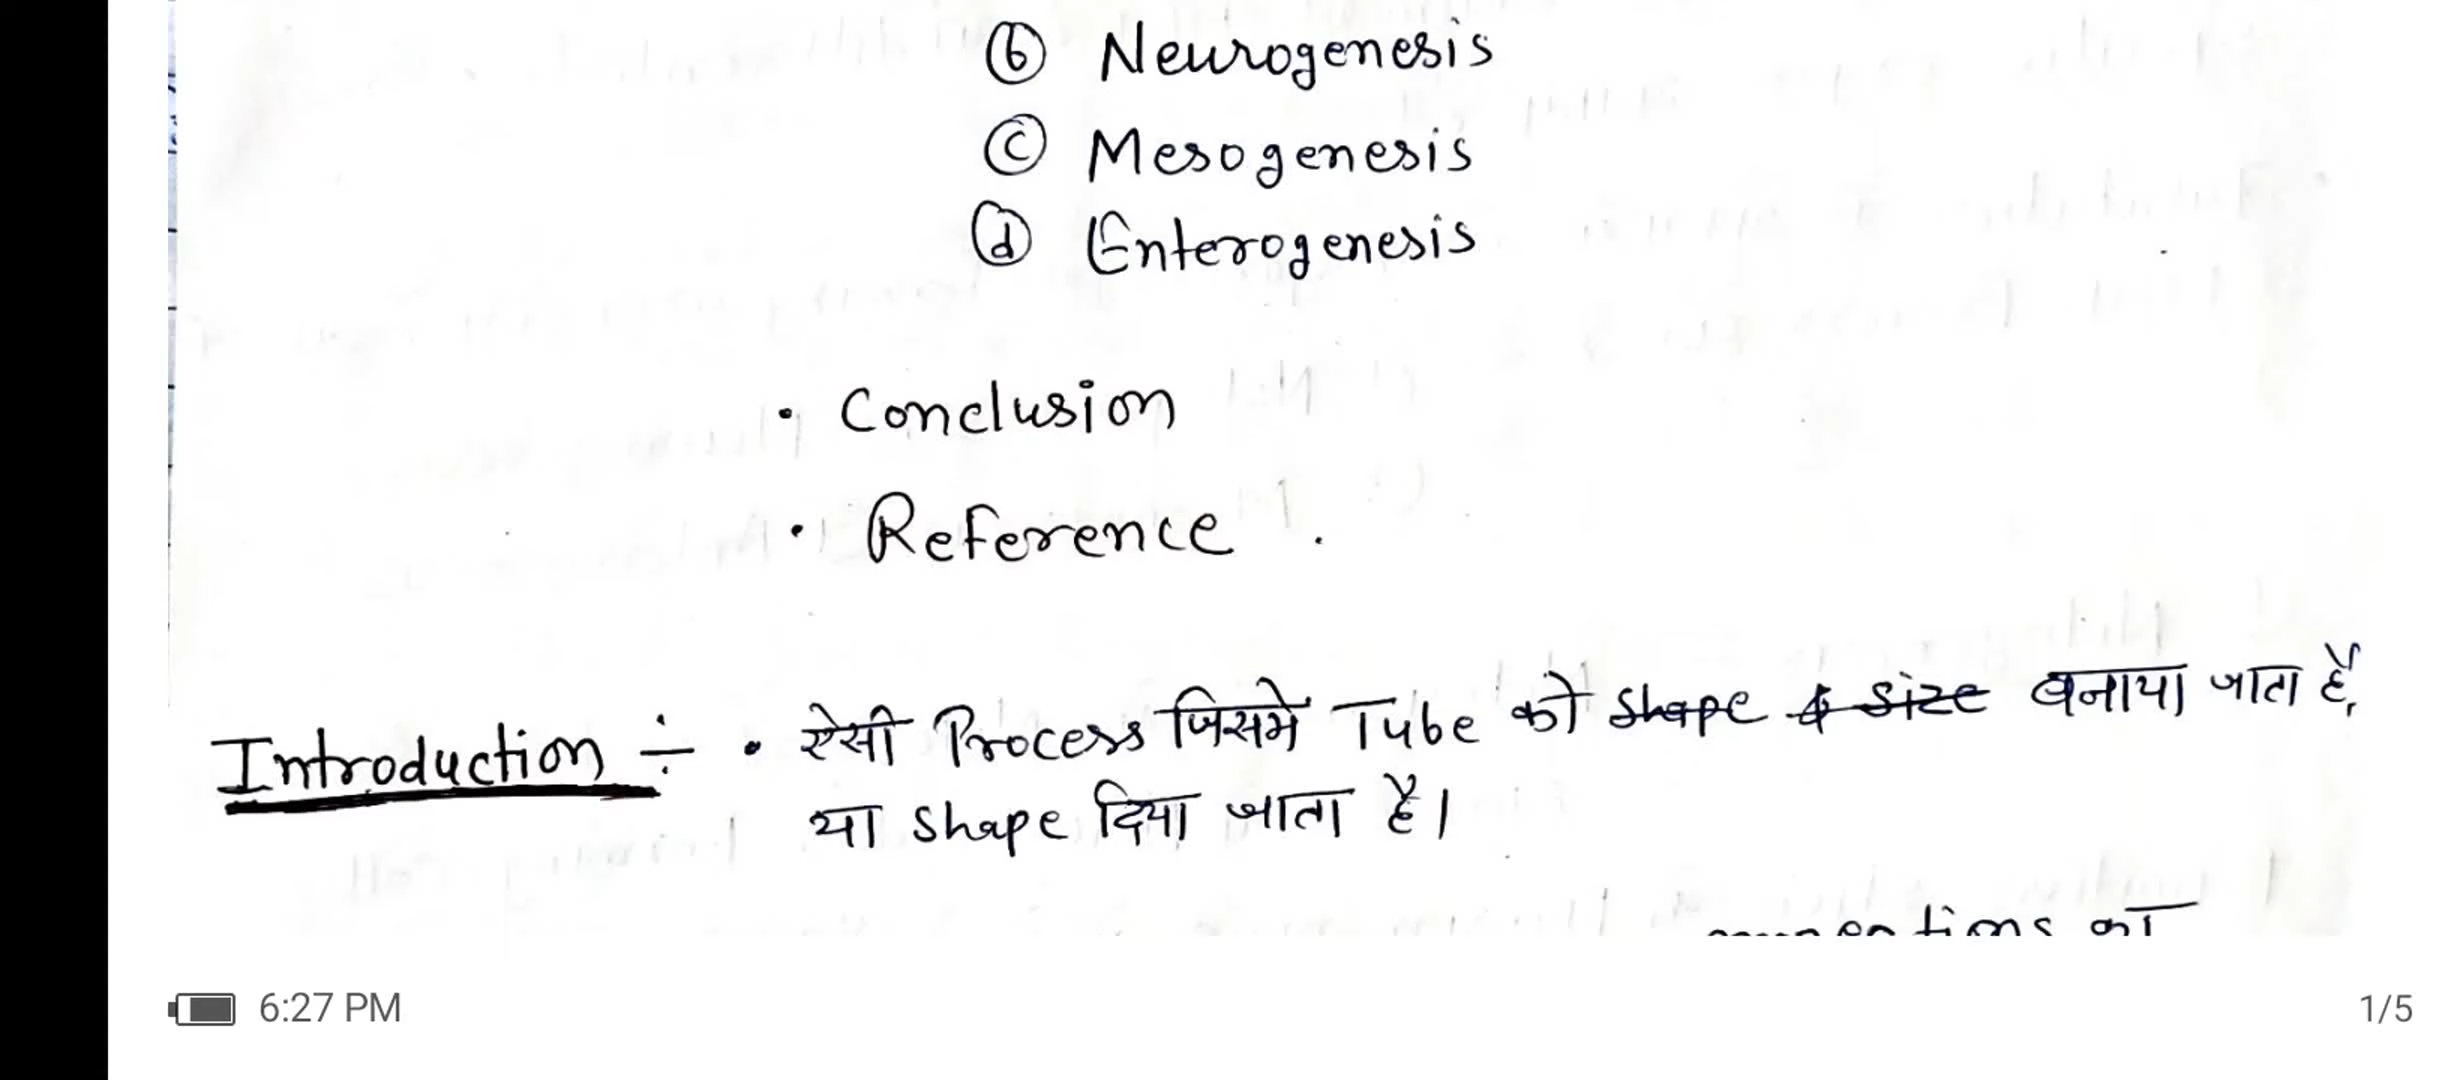 ⓑ Neurogenesis
ⓒ Mesogenesis
ⓓ Enterogenesis
• Conclusion
• Reference .
Introduction ÷ • ऐसी Process जिसमे Tube को shape & size बनाया जाता है,
या shape दिया जाता है।
का
6:27 PM
1/5